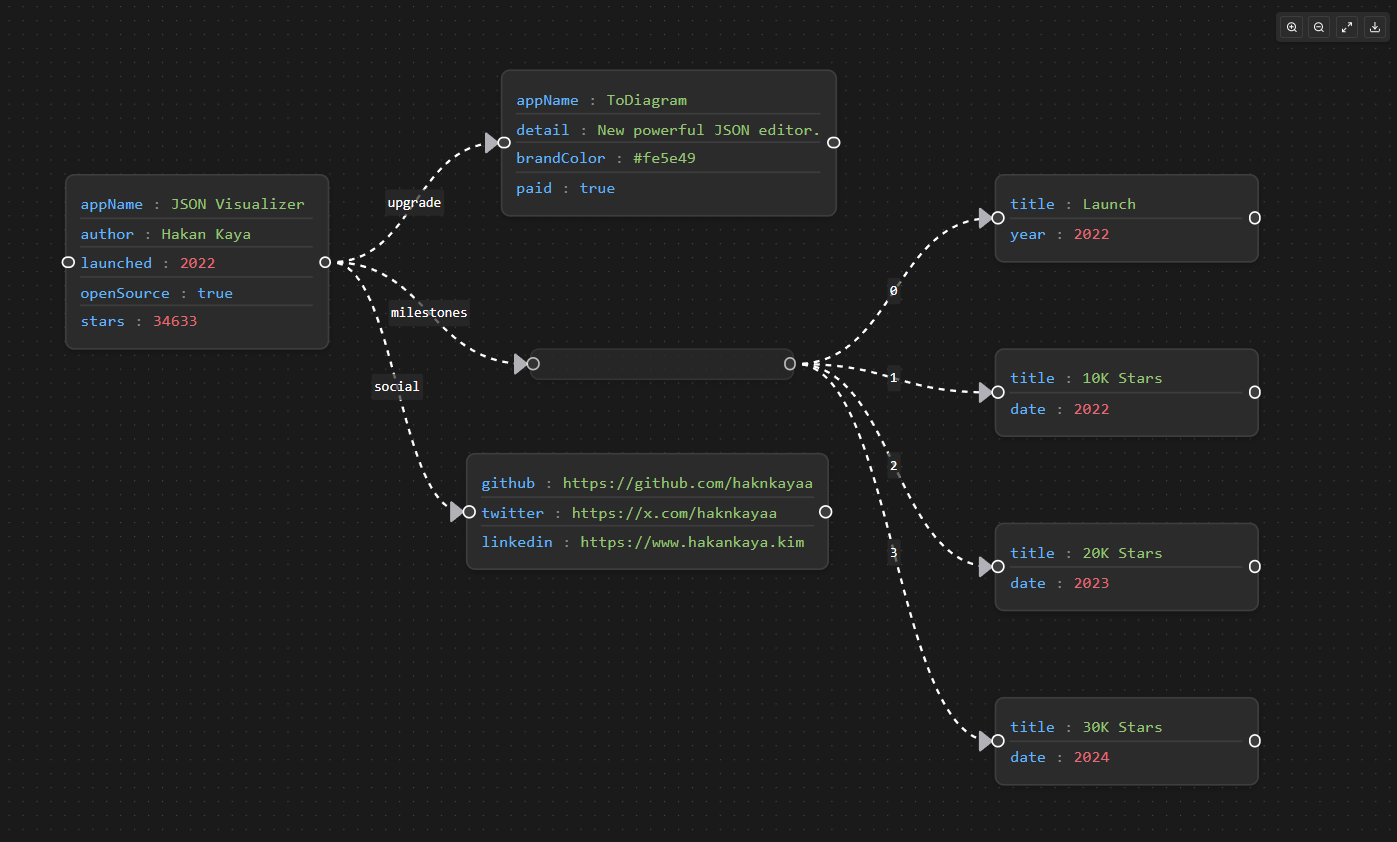 appName : JSON Visualizer
author : Hakan Kaya
launched : 2022
openSource : true
stars : 34633
upgrade
milestones
social
appName : ToDiagram
detail : New powerful JSON editor.
brandColor : #fe5e49
paid : true
github : https://github.com/haknkayaa
twitter : https://x.com/haknkayaa
linkedin : https://www.hakankaya.kim
0
1
2
3
title : Launch
year : 2022
title : 10K Stars
date : 2022
title : 20K Stars
date : 2023
title : 30K Stars
date : 2024